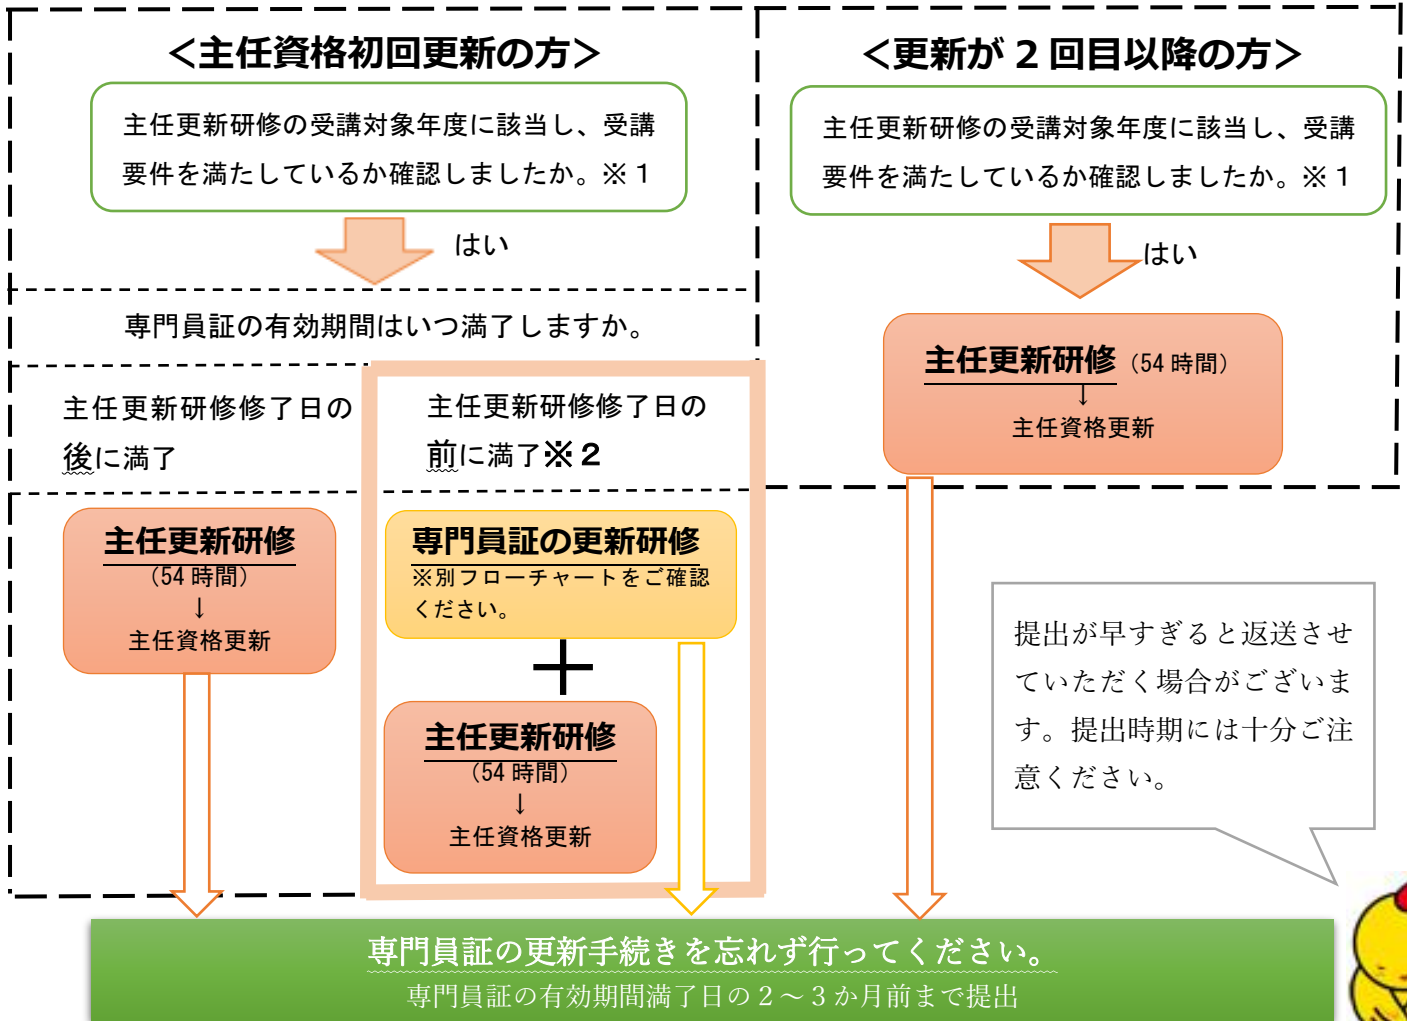 ＜主任資格初回更新の方＞
主任更新研修の受講対象年度に該当し、受講
要件を満たしているか確認しましたか。※１
はい
専門員証の有効期間はいつ満了しますか。
主任更新研修修了日の
後に満了
主任更新研修
（54 時間）
↓
主任資格更新
主任更新研修修了日の
前に満了※２
専門員証の更新研修
※別フローチャートをご確認
ください。
＋
主任更新研修
（54 時間）
↓
主任資格更新
＜更新が 2 回目以降の方＞
主任更新研修の受講対象年度に該当し、受講
要件を満たしているか確認しましたか。※１
はい
主任更新研修（54 時間）
↓
主任資格更新
提出が早すぎると返送させ
ていただく場合がございま
す。提出時期には十分ご注
意ください。
専門員証の更新手続きを忘れず行ってください。
専門員証の有効期間満了日の２～３か月前まで提出